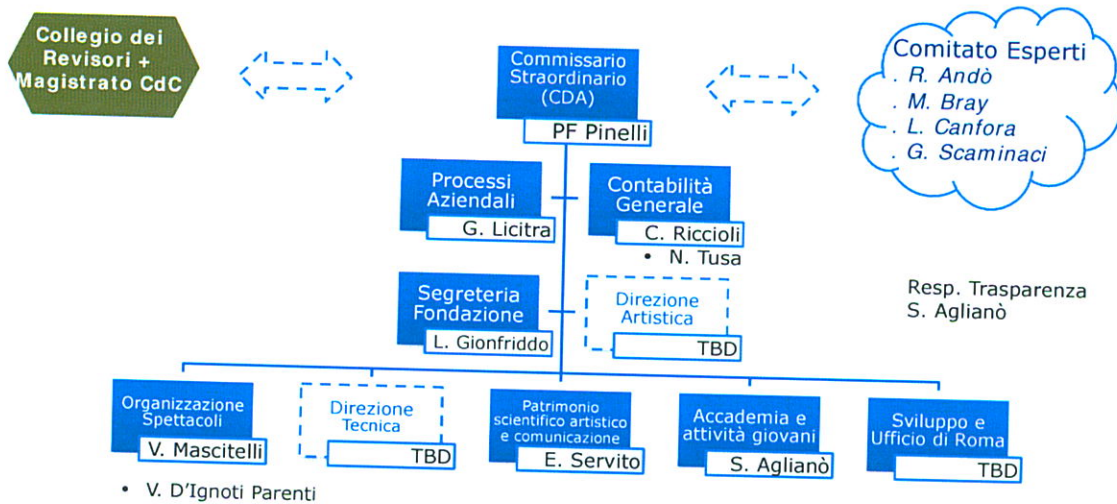 Collegio dei
Revisori +
Magistrato CdC
Commissario
Straordinario
(CDA)
PF Pinelli
Comitato Esperti
. R. Andò
. M. Bray
. L. Canfora
. G. Scaminaci
Processi
Aziendali
G. Licitra
Contabilità
Generale
C. Riccioli
• N. Tusa
Segreteria
Fondazione
L. Gionfriddo
Direzione
Artistica
TBD
Resp. Trasparenza
S. Aglianò
Organizzazione
Spettacoli
V. Mascitelli
• V. D'Ignoti Parenti
Direzione
Tecnica
TBD
Patrimonio
scientifico artistico
e comunicazione
E. Servito
Accademia e
attività giovani
S. Aglianò
Sviluppo e
Ufficio di Roma
TBD